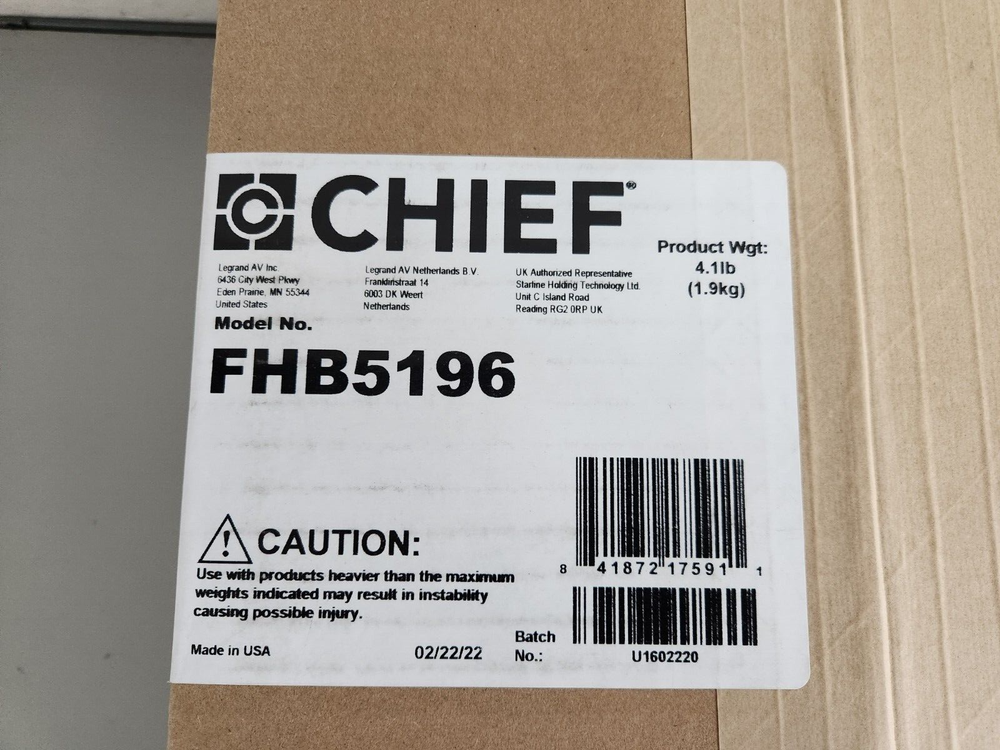 CHIEF®
Product Wgt:
4.1lb
(1.9kg)
Legrand AV Inc.
6436 City West Pkwy
Eden Prairie, MN 55344
United States
Legrand AV Netherlands B.V.
Franklinstraat 14
6003 DK Weert
Netherlands
UK Authorized Representative
Starline Holding Technology Ltd.
Unit C Island Road
Reading RG2 0RP UK
Model No.
FHB5196
CAUTION:
Use with products heavier than the maximum
weights indicated may result in instability
causing possible injury.
8 41872 17591 1
Made in USA
02/22/22
Batch
No.:
U1602220